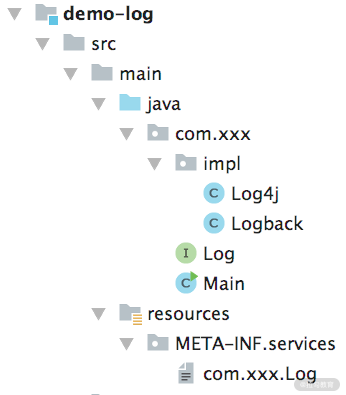 demo-log
src
main
java
com.xxx
impl
C Log4j
C Logback
I Log
C Main
resources
META-INF.services
com.xxx.Log